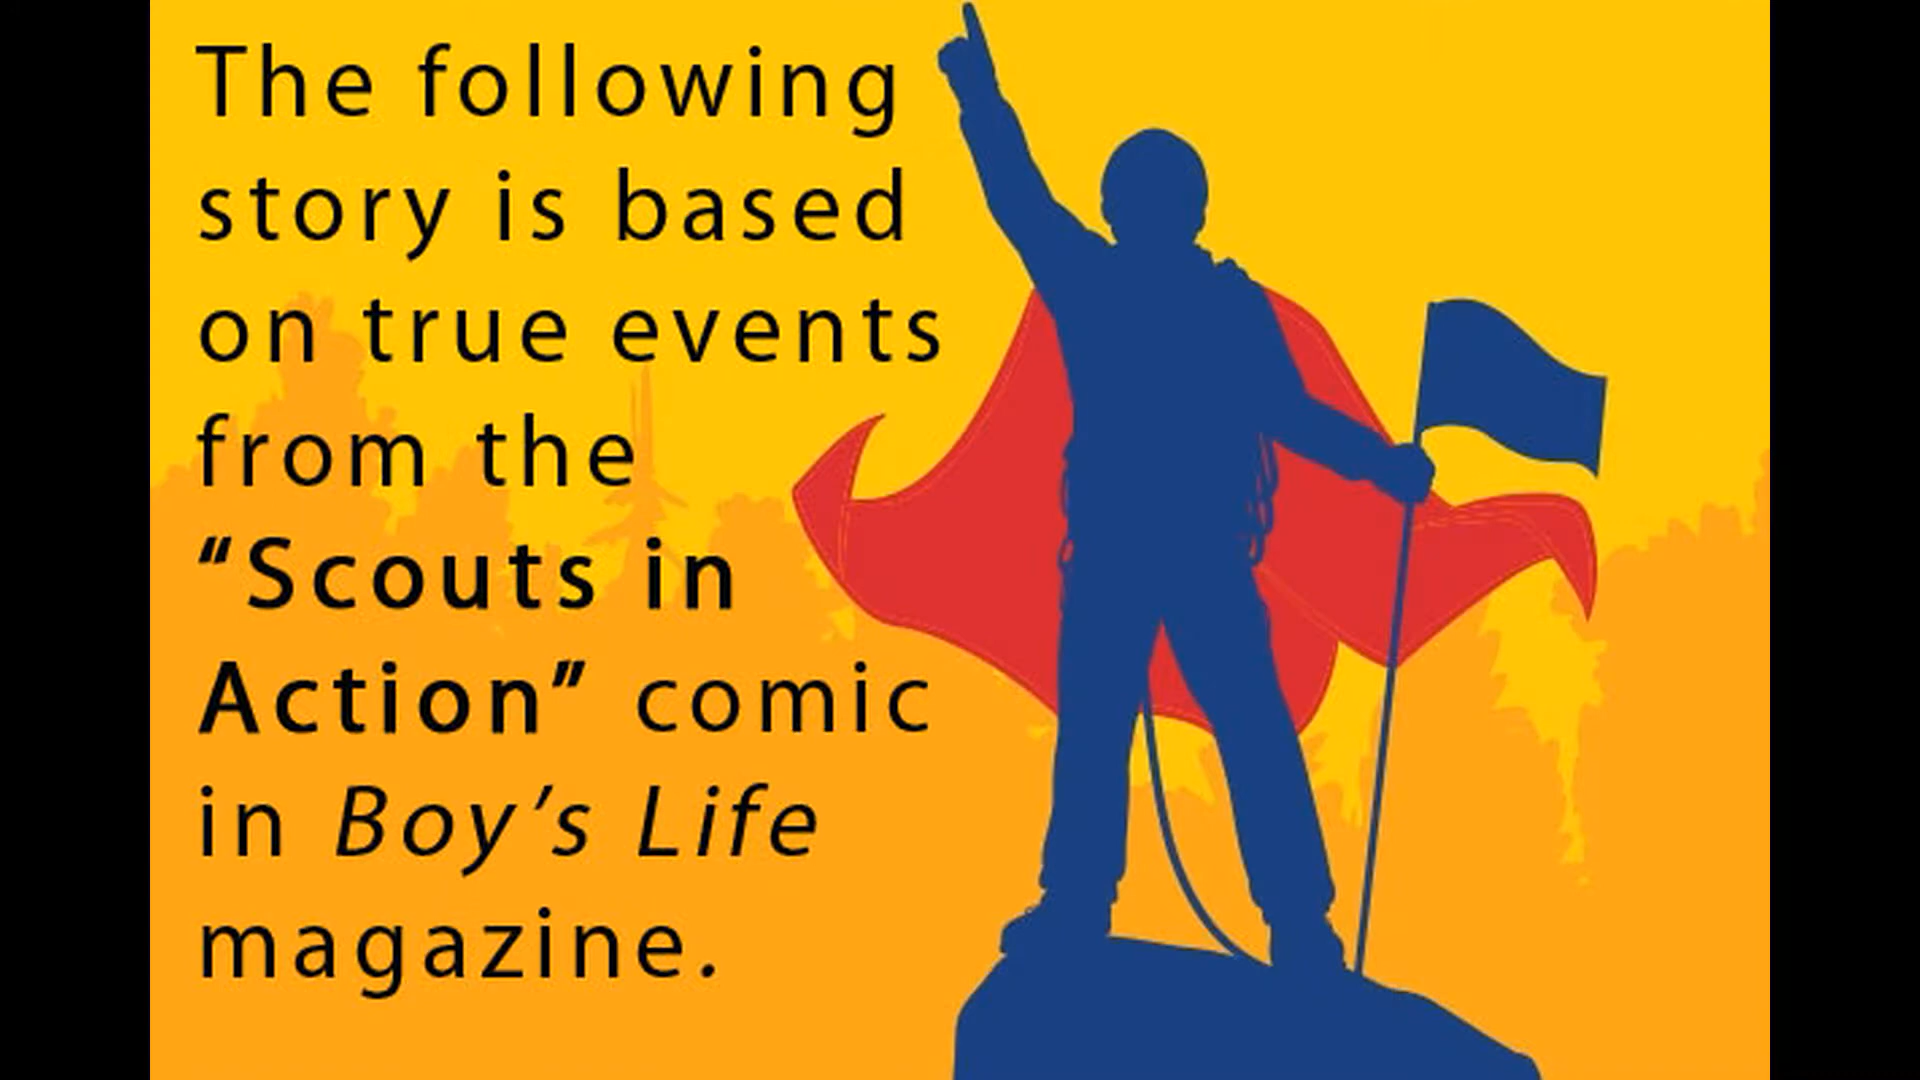 The following
story is based
on true events
from the
“Scouts in
Action” comic
in Boy’s Life
magazine.